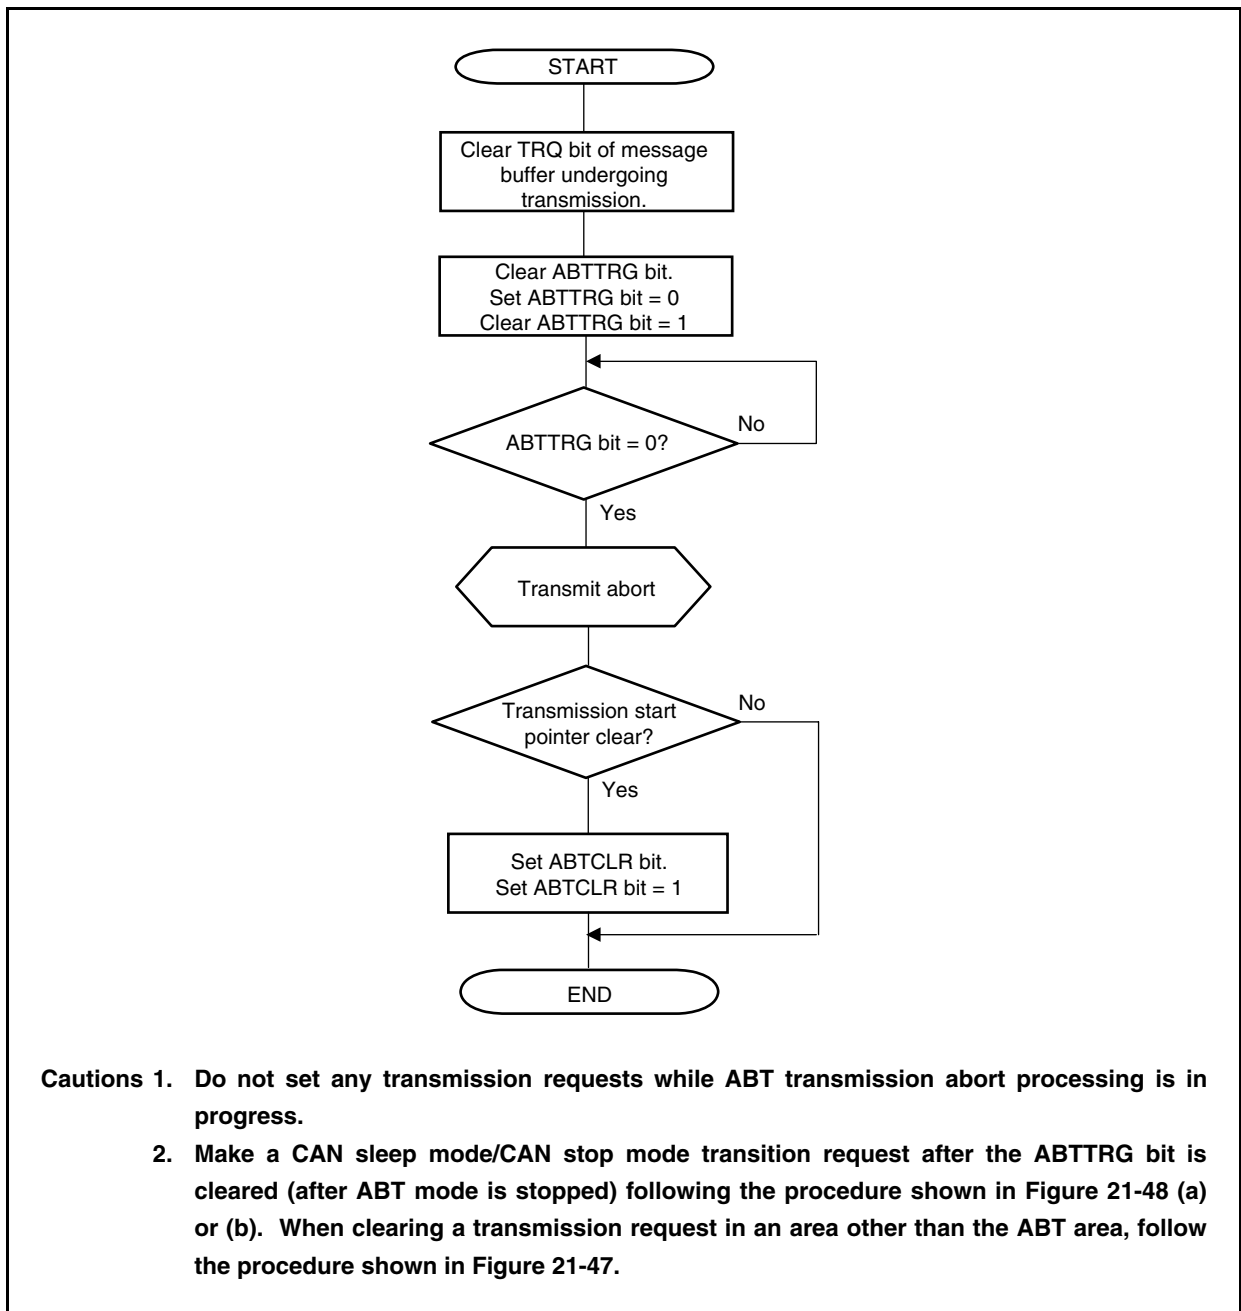 START
Clear TRQ bit of message
buffer undergoing
transmission.
Clear ABTTRG bit.
Set ABTTRG bit = 0
Clear ABTTRG bit = 1
ABTTRG bit = 0?
No
Yes
Transmit abort
Transmission start
pointer clear?
No
Yes
Set ABTCLR bit.
Set ABTCLR bit = 1
END
Cautions 1. Do not set any transmission requests while ABT transmission abort processing is in
progress.
2. Make a CAN sleep mode/CAN stop mode transition request after the ABTTRG bit is
cleared (after ABT mode is stopped) following the procedure shown in Figure 21-48 (a)
or (b). When clearing a transmission request in an area other than the ABT area, follow
the procedure shown in Figure 21-47.